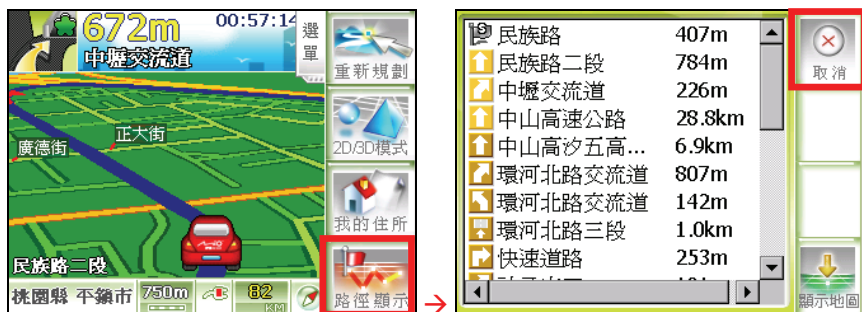 672m
00:57:14
中壢交流道
選單
重新規劃
2D/3D模式
我的住所
路徑顯示
正大街
廣德街
民族路二段
桃園縣 平鎮市
750m
82
KM
→
民族路 407m
民族路二段 784m
中壢交流道 226m
中山高速公路 28.8km
中山高汐五高... 6.9km
環河北路交流道 807m
環河北路交流道 142m
環河北路三段 1.0km
快速道路 253m
取消
顯示地圖